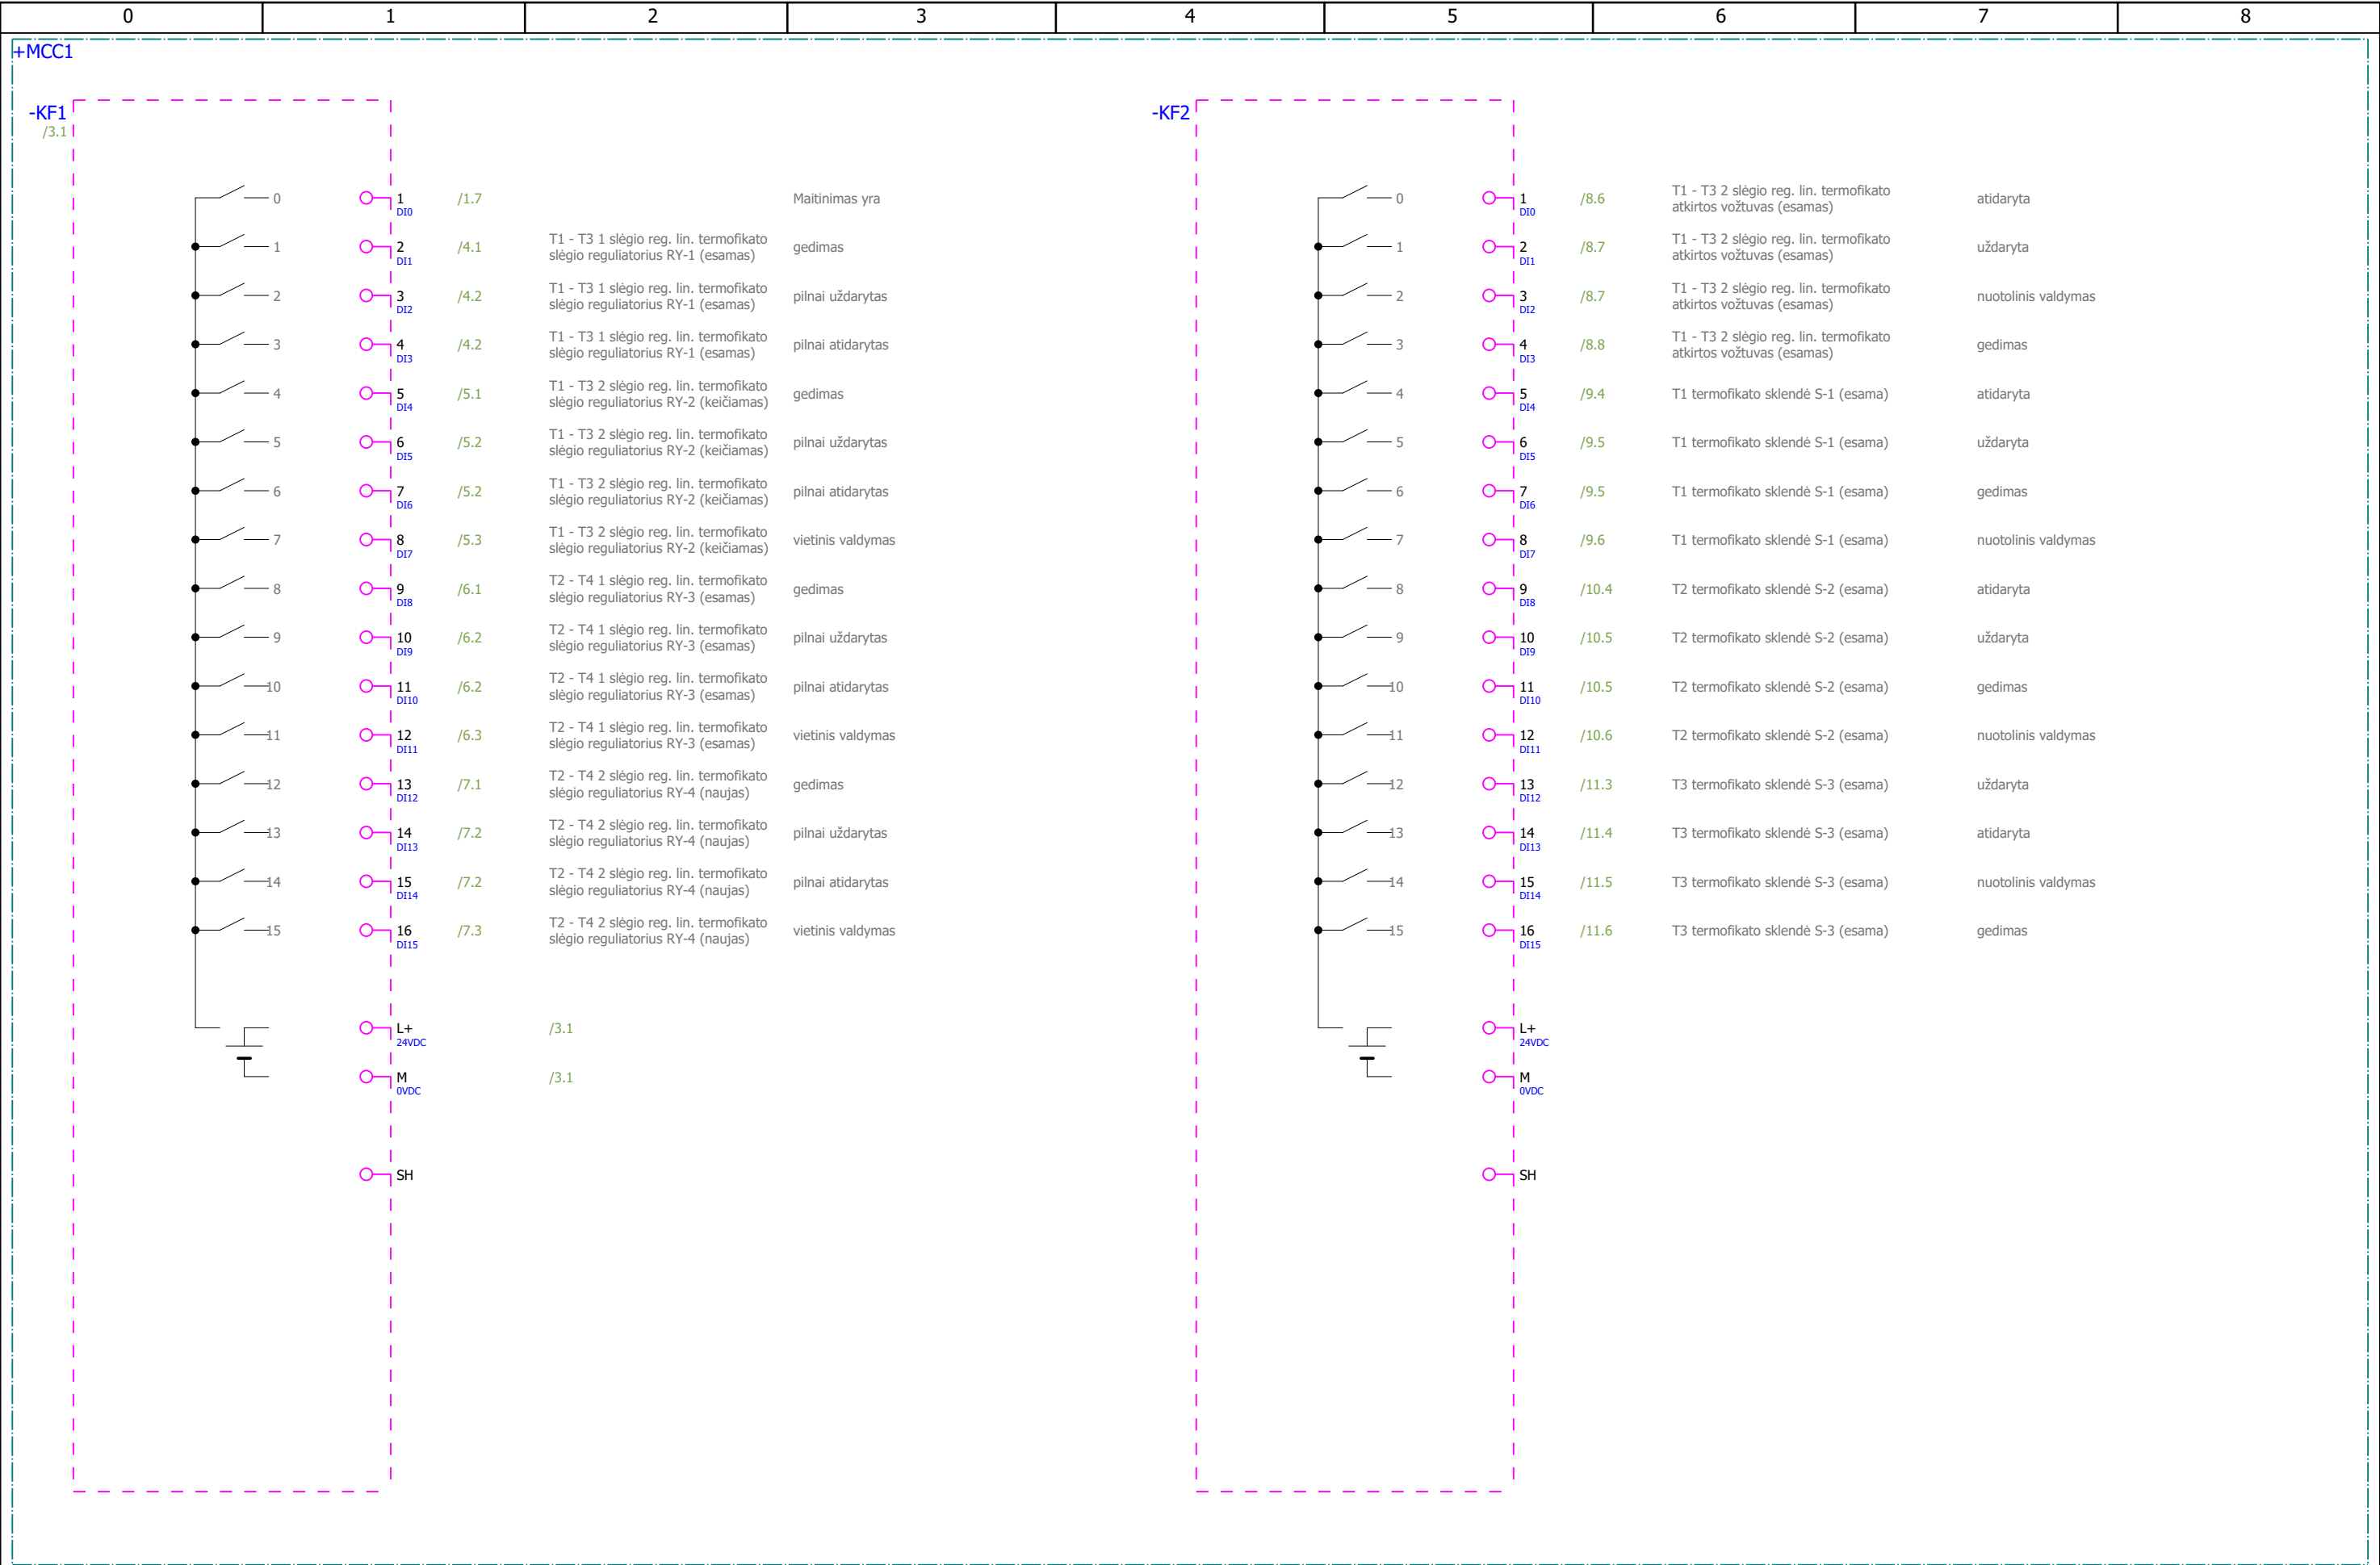 0 1 2 3 4 5 6 7 8
+MCC1
-KF1
/3.1
0 1 /1.7 Maitinimas yra
DI0
T1 - T3 1 slėgio reg. lin. termofikato
1 2 /4.1 gedimas
DI1 slėgio reguliatorius RY-1 (esamas)
T1 - T3 1 slėgio reg. lin. termofikato
2 3 /4.2 pilnai uždarytas
DI2 slėgio reguliatorius RY-1 (esamas)
T1 - T3 1 slėgio reg. lin. termofikato
3 4 /4.2 pilnai atidarytas
DI3 slėgio reguliatorius RY-1 (esamas)
T1 - T3 2 slėgio reg. lin. termofikato
4 5 /5.1 gedimas
DI4 slėgio reguliatorius RY-2 (keičiamas)
T1 - T3 2 slėgio reg. lin. termofikato
5 6 /5.2 pilnai uždarytas
DI5 slėgio reguliatorius RY-2 (keičiamas)
T1 - T3 2 slėgio reg. lin. termofikato
6 7 /5.2 pilnai atidarytas
DI6 slėgio reguliatorius RY-2 (keičiamas)
T1 - T3 2 slėgio reg. lin. termofikato
7 8 /5.3 vietinis valdymas
DI7 slėgio reguliatorius RY-2 (keičiamas)
T2 - T4 1 slėgio reg. lin. termofikato
8 9 /6.1 gedimas
DI8 slėgio reguliatorius RY-3 (esamas)
T2 - T4 1 slėgio reg. lin. termofikato
9 10 /6.2 pilnai uždarytas
DI9 slėgio reguliatorius RY-3 (esamas)
T2 - T4 1 slėgio reg. lin. termofikato
10 11 /6.2 pilnai atidarytas
DI10 slėgio reguliatorius RY-3 (esamas)
T2 - T4 1 slėgio reg. lin. termofikato
11 12 /6.3 vietinis valdymas
DI11 slėgio reguliatorius RY-3 (esamas)
T2 - T4 2 slėgio reg. lin. termofikato
12 13 /7.1 gedimas
DI12 slėgio reguliatorius RY-4 (naujas)
T2 - T4 2 slėgio reg. lin. termofikato
13 14 /7.2 pilnai uždarytas
DI13 slėgio reguliatorius RY-4 (naujas)
T2 - T4 2 slėgio reg. lin. termofikato
14 15 /7.2 pilnai atidarytas
DI14 slėgio reguliatorius RY-4 (naujas)
T2 - T4 2 slėgio reg. lin. termofikato
15 16 /7.3 vietinis valdymas
DI15 slėgio reguliatorius RY-4 (naujas)
L+ /3.1
24VDC
M /3.1
0VDC
SH
-KF2
T1 - T3 2 slėgio reg. lin. termofikato
0 1 /8.6 atidaryta
DI0 atkirtos vožtuvas (esamas)
T1 - T3 2 slėgio reg. lin. termofikato
1 2 /8.7 uždaryta
DI1 atkirtos vožtuvas (esamas)
T1 - T3 2 slėgio reg. lin. termofikato
2 3 /8.7 nuotolinis valdymas
DI2 atkirtos vožtuvas (esamas)
T1 - T3 2 slėgio reg. lin. termofikato
3 4 /8.8 gedimas
DI3 atkirtos vožtuvas (esamas)
4 5 /9.4 T1 termofikato sklendė S-1 (esama) atidaryta
DI4
5 6 /9.5 T1 termofikato sklendė S-1 (esama) uždaryta
DI5
6 7 /9.5 T1 termofikato sklendė S-1 (esama) gedimas
DI6
7 8 /9.6 T1 termofikato sklendė S-1 (esama) nuotolinis valdymas
DI7
8 9 /10.4 T2 termofikato sklendė S-2 (esama) atidaryta
DI8
9 10 /10.5 T2 termofikato sklendė S-2 (esama) uždaryta
DI9
10 11 /10.5 T2 termofikato sklendė S-2 (esama) gedimas
DI10
11 12 /10.6 T2 termofikato sklendė S-2 (esama) nuotolinis valdymas
DI11
12 13 /11.3 T3 termofikato sklendė S-3 (esama) uždaryta
DI12
13 14 /11.4 T3 termofikato sklendė S-3 (esama) atidaryta
DI13
14 15 /11.5 T3 termofikato sklendė S-3 (esama) nuotolinis valdymas
DI14
15 16 /11.6 T3 termofikato sklendė S-3 (esama) gedimas
DI15
L+
24VDC
M
0VDC
SH